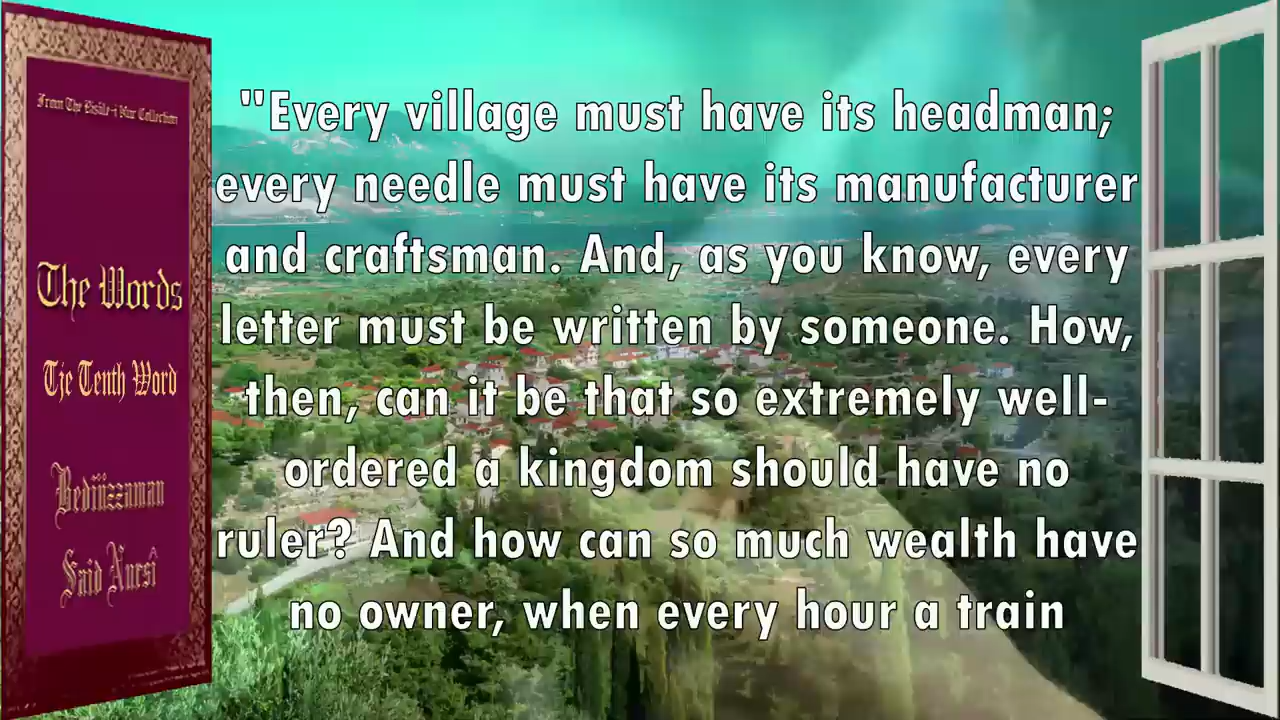 From The Risâle-i Nur Collection
The Words
Tje Tenth Word
Bediüzzaman
Said Nursî
"Every village must have its headman;
every needle must have its manufacturer
and craftsman. And, as you know, every
letter must be written by someone. How,
then, can it be that so extremely well-
ordered a kingdom should have no
ruler? And how can so much wealth have
no owner, when every hour a train